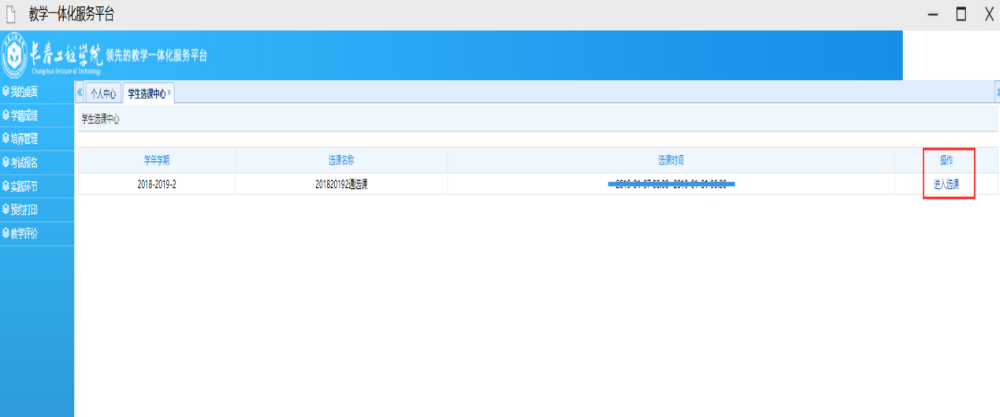 教学一体化服务平台
长春工程学院 领先的教学一体化服务平台
Changchun Institute of Technology
我的桌面
学籍成绩
培养管理
考试报名
实践环节
预约打印
教学评价
个人中心 学生选课中心
学生选课中心
学年学期 选课名称 选课时间 操作
2018-2019-2 201820192通选课 进入选课